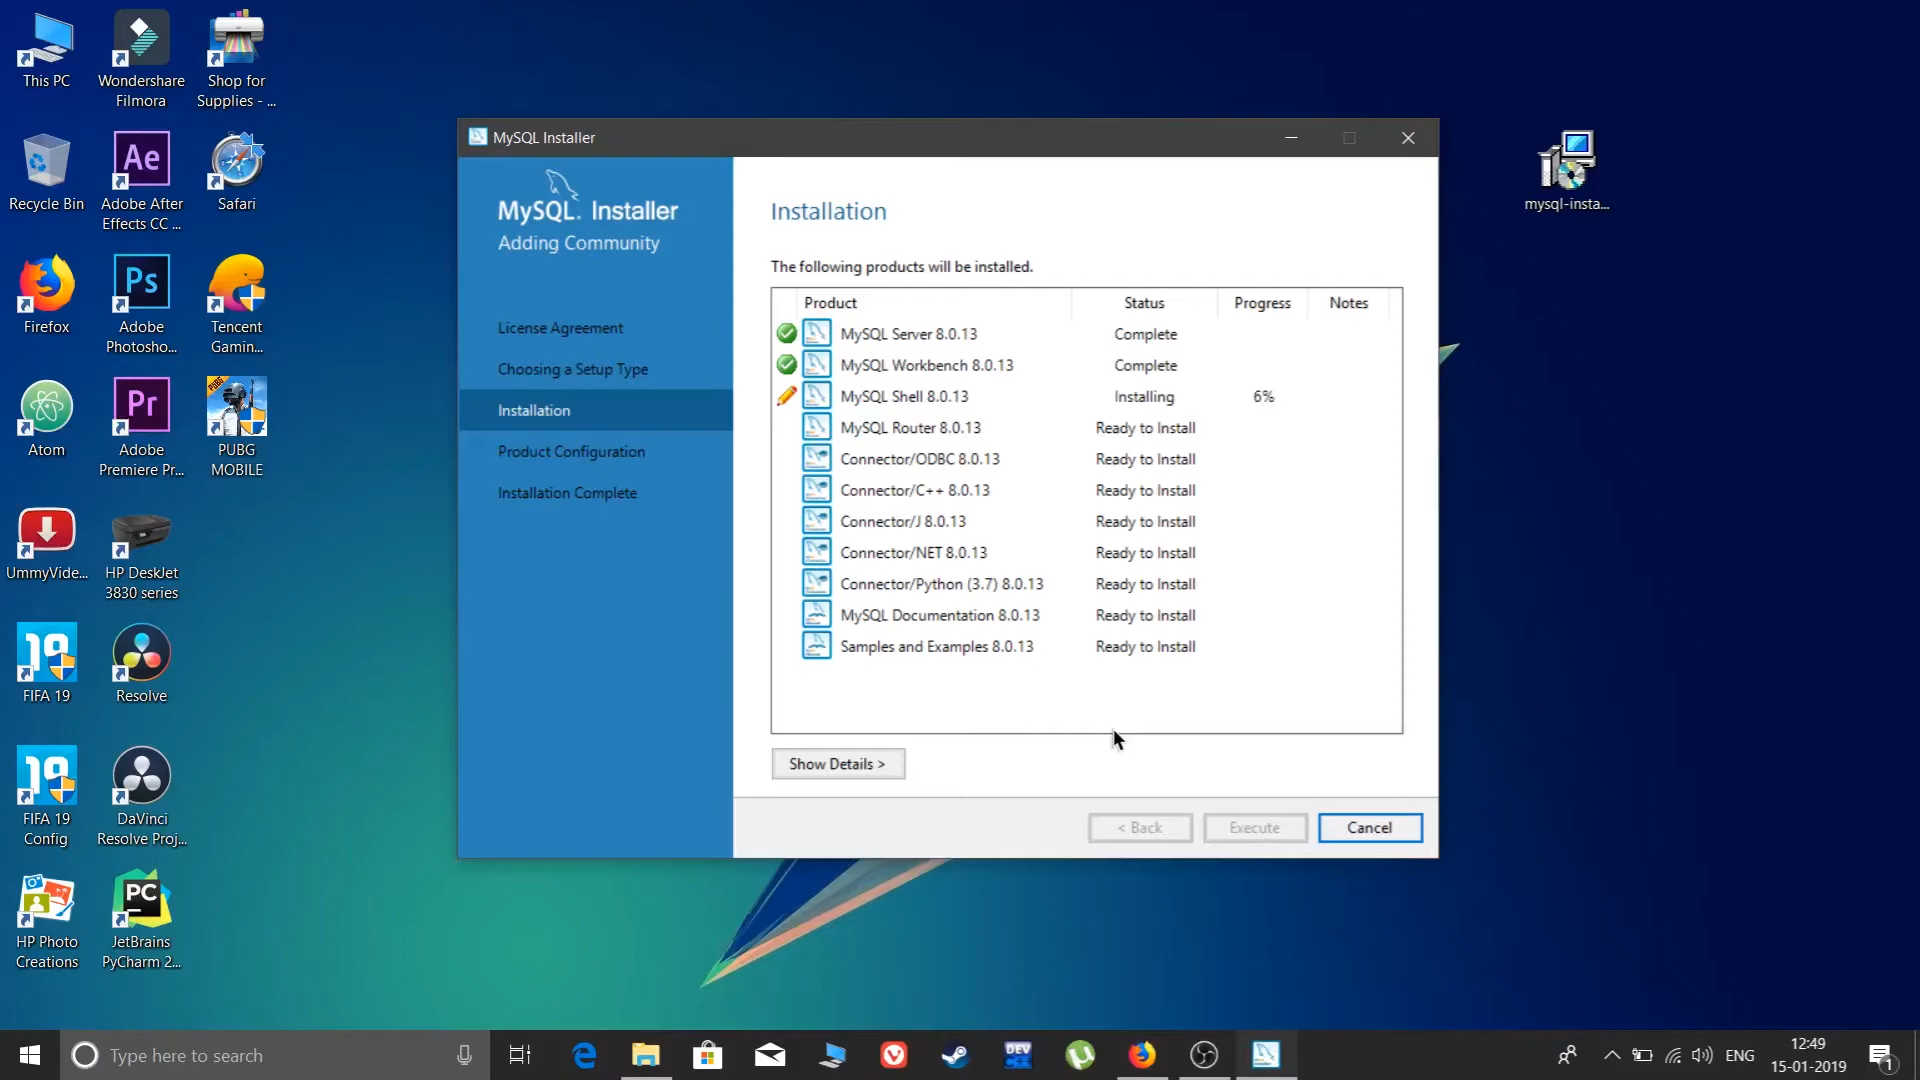 This PC
Wondershare
Filmora
Shop for
Supplies - ...
Recycle Bin
Ae
Adobe After
Effects CC ...
Safari
Firefox
Ps
Adobe
Photosho...
Tencent
Gamin...
Atom
Pr
Adobe
Premiere Pr...
PUBG
PUBG
MOBILE
UmmyVide...
HP DeskJet
3830 series
19
FIFA 19
Resolve
19
FIFA 19
Config
DaVinci
Resolve Proj...
HP Photo
Creations
PC
JetBrains
PyCharm 2...
mysql-insta...
MySQL Installer
MySQL. Installer
Adding Community
License Agreement
Choosing a Setup Type
Installation
Product Configuration
Installation Complete
Installation
The following products will be installed.
Product Status Progress Notes
MySQL Server 8.0.13 Complete
MySQL Workbench 8.0.13 Complete
MySQL Shell 8.0.13 Installing 6%
MySQL Router 8.0.13 Ready to Install
Connector/ODBC 8.0.13 Ready to Install
Connector/C++ 8.0.13 Ready to Install
Connector/J 8.0.13 Ready to Install
Connector/NET 8.0.13 Ready to Install
Connector/Python (3.7) 8.0.13 Ready to Install
MySQL Documentation 8.0.13 Ready to Install
Samples and Examples 8.0.13 Ready to Install
Show Details >
< Back
Execute
Cancel
Type here to search
DEV
ENG
12:49
15-01-2019
1